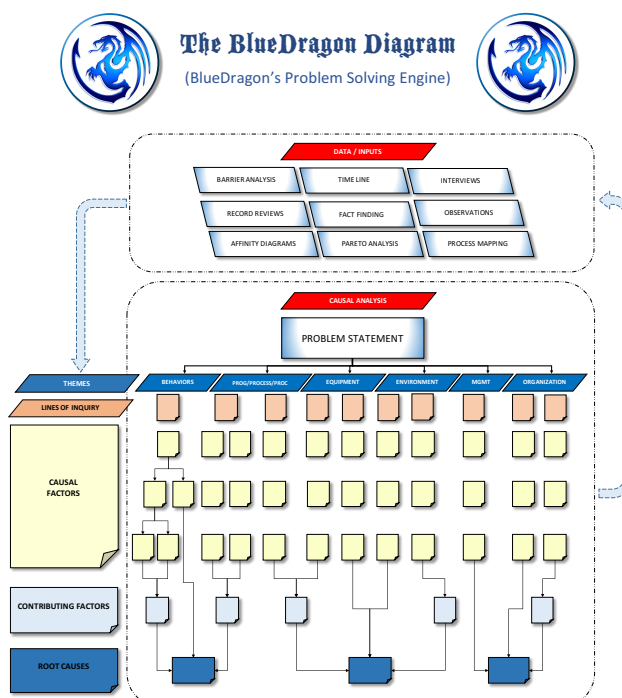 The BlueDragon Diagram
(BlueDragon's Problem Solving Engine)
DATA / INPUTS
BARRIER ANALYSIS
TIME LINE
INTERVIEWS
RECORD REVIEWS
FACT FINDING
OBSERVATIONS
AFFINITY DIAGRAMS
PARETO ANALYSIS
PROCESS MAPPING
CAUSAL ANALYSIS
PROBLEM STATEMENT
THEMES
BEHAVIORS
PROG/PROCESS/PROC
EQUIPMENT
ENVIRONMENT
MGMT
ORGANIZATION
LINES OF INQUIRY
CAUSAL
FACTORS
CONTRIBUTING FACTORS
ROOT CAUSES